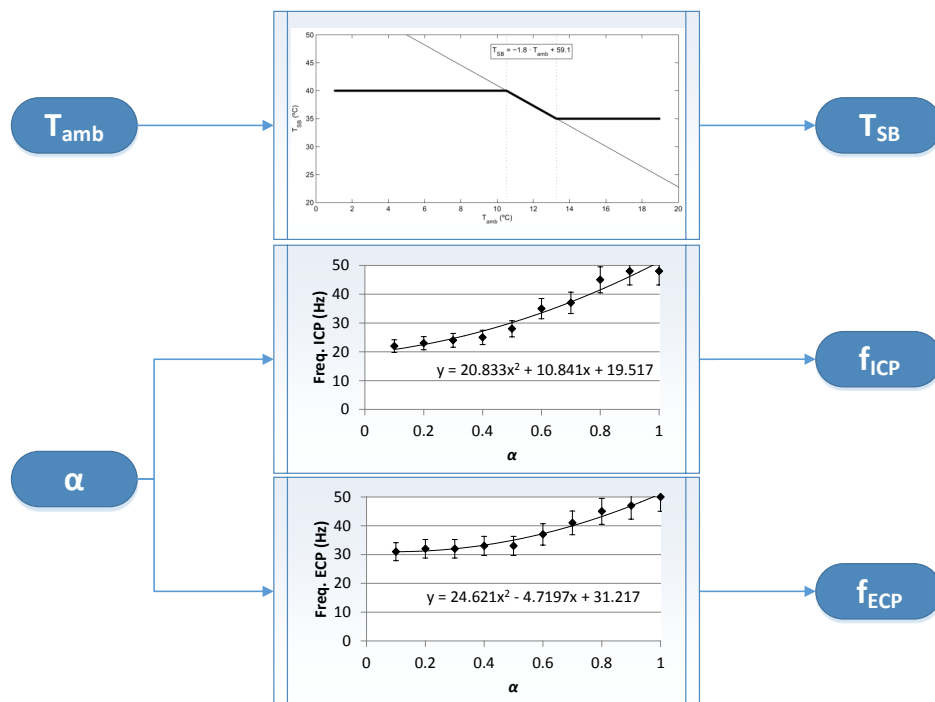 T_amb
50
45
40
35
30
25
20
T_SB (ºC)
T_SB = −1.8 · T_amb + 59.1
0 2 4 6 8 10 12 14 16 18 20
T_amb (ºC)
T_SB
α
Freq. ICP (Hz)
50
40
30
20
10
0
y = 20.833x² + 10.841x + 19.517
0 0.2 0.4 0.6 0.8 1
α
f_ICP
Freq. ECP (Hz)
50
40
30
20
10
0
y = 24.621x² - 4.7197x + 31.217
0 0.2 0.4 0.6 0.8 1
α
f_ECP